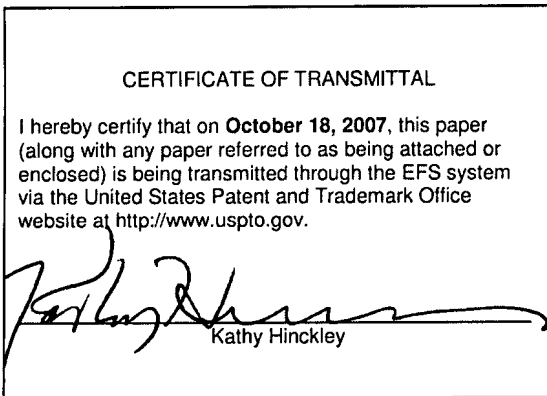 CERTIFICATE OF TRANSMITTAL
I hereby certify that on October 18, 2007, this paper
(along with any paper referred to as being attached or
enclosed) is being transmitted through the EFS system
via the United States Patent and Trademark Office
website at http://www.uspto.gov.
Kathy Hinckley